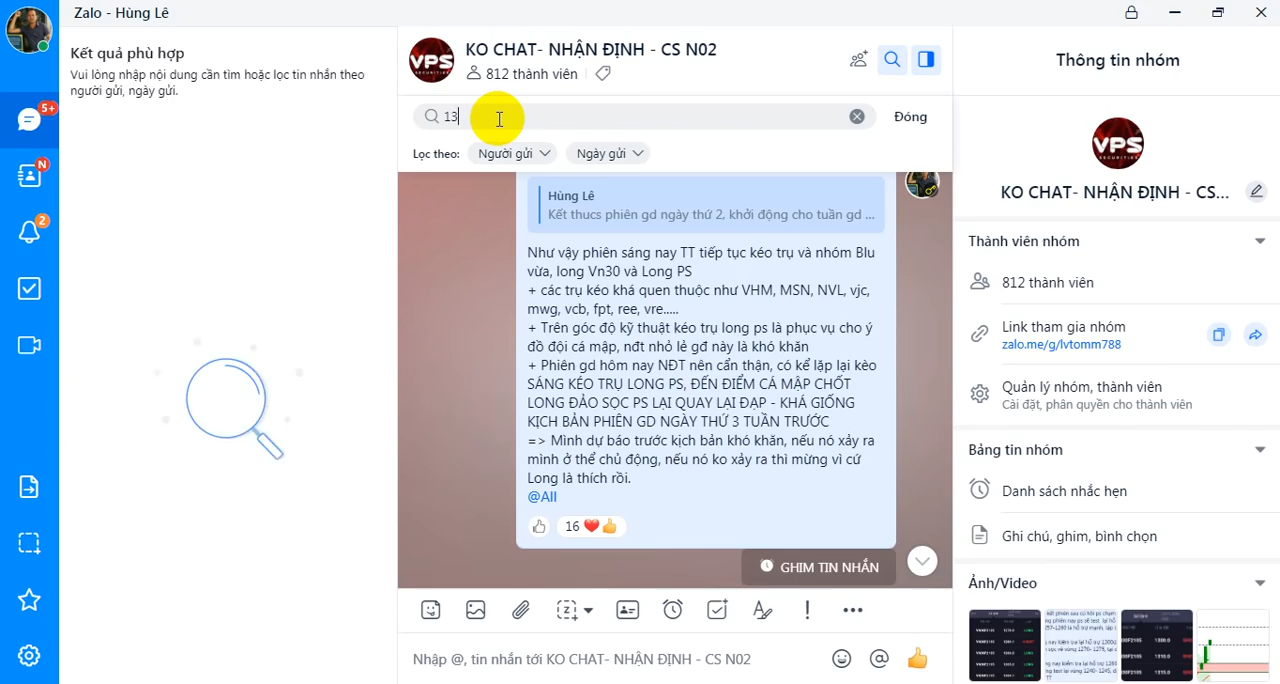 Zalo - Hùng Lê
5+
N
2
Kết quả phù hợp
Vui lòng nhập nội dung cần tìm hoặc lọc tin nhắn theo
người gửi, ngày gửi.
VPS
SECURITIES
KO CHAT- NHẬN ĐỊNH - CS N02
812 thành viên
13
Đóng
Lọc theo:
Người gửi
Ngày gửi
Hùng Lê
Kết thucs phiên gd ngày thứ 2, khởi động cho tuần gd ...
Như vậy phiên sáng nay TT tiếp tục kéo trụ và nhóm Blu
vừa, long Vn30 và Long PS
+ các trụ kéo khá quen thuộc như VHM, MSN, NVL, vjc,
mwg, vcb, fpt, ree, vre.....
+ Trên góc độ kỹ thuật kéo trụ long ps là phục vụ cho ý
đồ đội cá mập, nđt nhỏ lẻ gđ này là khó khăn
+ Phiên gd hôm nay NĐT nên cẩn thận, có kể lặp lại kèo
SÁNG KÉO TRỤ LONG PS, ĐẾN ĐIỂM CÁ MẬP CHỐT
LONG ĐẢO SỌC PS LẠI QUAY LẠI ĐẠP - KHÁ GIỐNG
KỊCH BẢN PHIÊN GD NGÀY THỨ 3 TUẦN TRƯỚC
=> Mình dự báo trước kịch bản khó khăn, nếu nó xảy ra
mình ở thể chủ động, nếu nó ko xảy ra thì mừng vì cứ
Long là thích rồi.
@All
16
GHIM TIN NHẮN
Nhập @, tin nhắn tới KO CHAT- NHẬN ĐỊNH - CS N02
Thông tin nhóm
VPS
SECURITIES
KO CHAT- NHẬN ĐỊNH - CS...
Thành viên nhóm
812 thành viên
Link tham gia nhóm
zalo.me/g/lvtomm788
Quản lý nhóm, thành viên
Cài đặt, phân quyền cho thành viên
Bảng tin nhóm
Danh sách nhắc hẹn
Ghi chú, ghim, bình chọn
Ảnh/Video